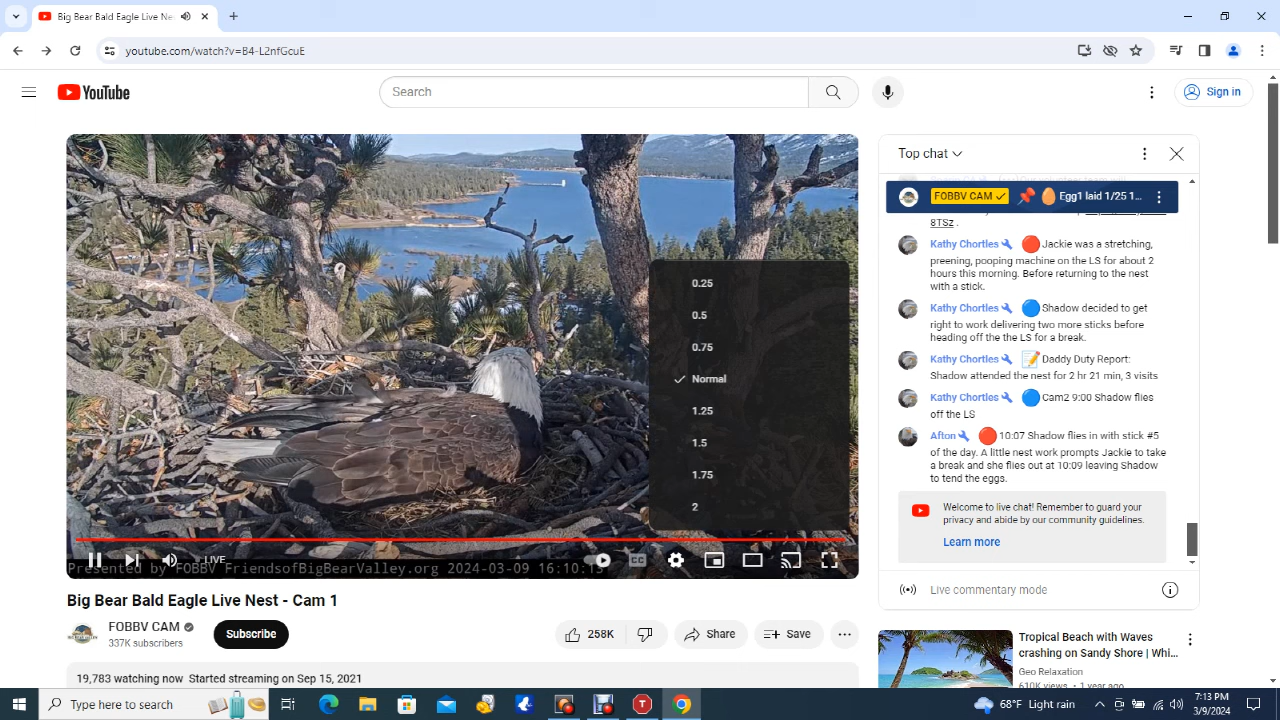 Big Bear Bald Eagle Live Ne
youtube.com/watch?v=B4-L2nfGcuE
YouTube
Search
Sign in
Top chat
FOBBV CAM Egg1 laid 1/25 1...
8TSz .
Kathy Chortles Jackie was a stretching,
preening, pooping machine on the LS for about 2
hours this morning. Before returning to the nest
with a stick.
Kathy Chortles Shadow decided to get
right to work delivering two more sticks before
heading off the the LS for a break.
Kathy Chortles Daddy Duty Report:
Shadow attended the nest for 2 hr 21 min, 3 visits
Kathy Chortles Cam2 9:00 Shadow flies
off the LS
Afton 10:07 Shadow flies in with stick #5
of the day. A little nest work prompts Jackie to take
a break and she flies out at 10:09 leaving Shadow
to tend the eggs.
Welcome to live chat! Remember to guard your
privacy and abide by our community guidelines.
Learn more
Live commentary mode
0.25
0.5
0.75
Normal
1.25
1.5
1.75
2
LIVE
CC
Presented by FOBBV FriendsofBigBearValley.org 2024-03-09 16:10:13
Big Bear Bald Eagle Live Nest - Cam 1
FOBBV CAM
337K subscribers
Subscribe
258K
Share
Save
19,783 watching now Started streaming on Sep 15, 2021
Tropical Beach with Waves
crashing on Sandy Shore | Whi...
Geo Relaxation
610K views • 1 year ago
Type here to search
68°F Light rain
7:13 PM
3/9/2024